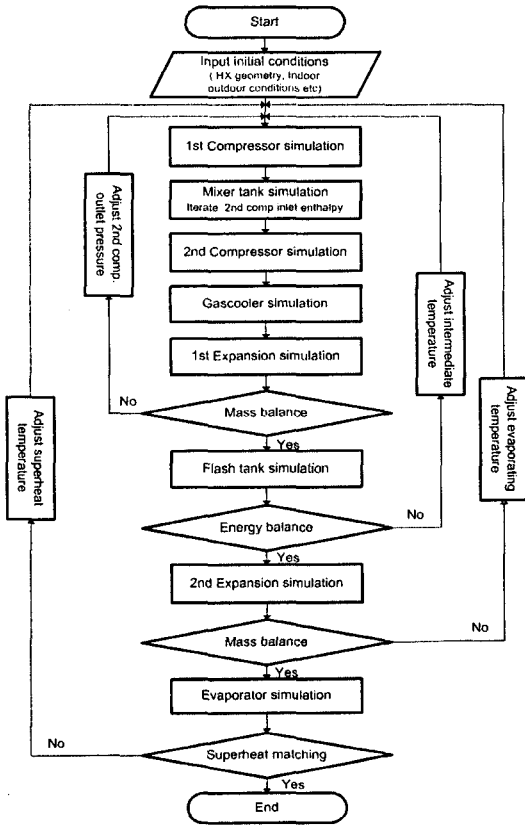 Start
Input initial conditions
( HX geometry, Indoor
outdoor conditions etc)
1st Compressor simulation
Mixer tank simulation
Iterate 2nd comp inlet enthalpy
2nd Compressor simulation
Gascooler simulation
1st Expansion simulation
Adjust 2nd comp.
outlet pressure
No
Mass balance
Yes
Flash tank simulation
Adjust intermediate
temperature
No
Energy balance
Yes
2nd Expansion simulation
Adjust evaporating
temperature
No
Mass balance
Yes
Evaporator simulation
Adjust superheat
temperature
No
Superheat matching
Yes
End